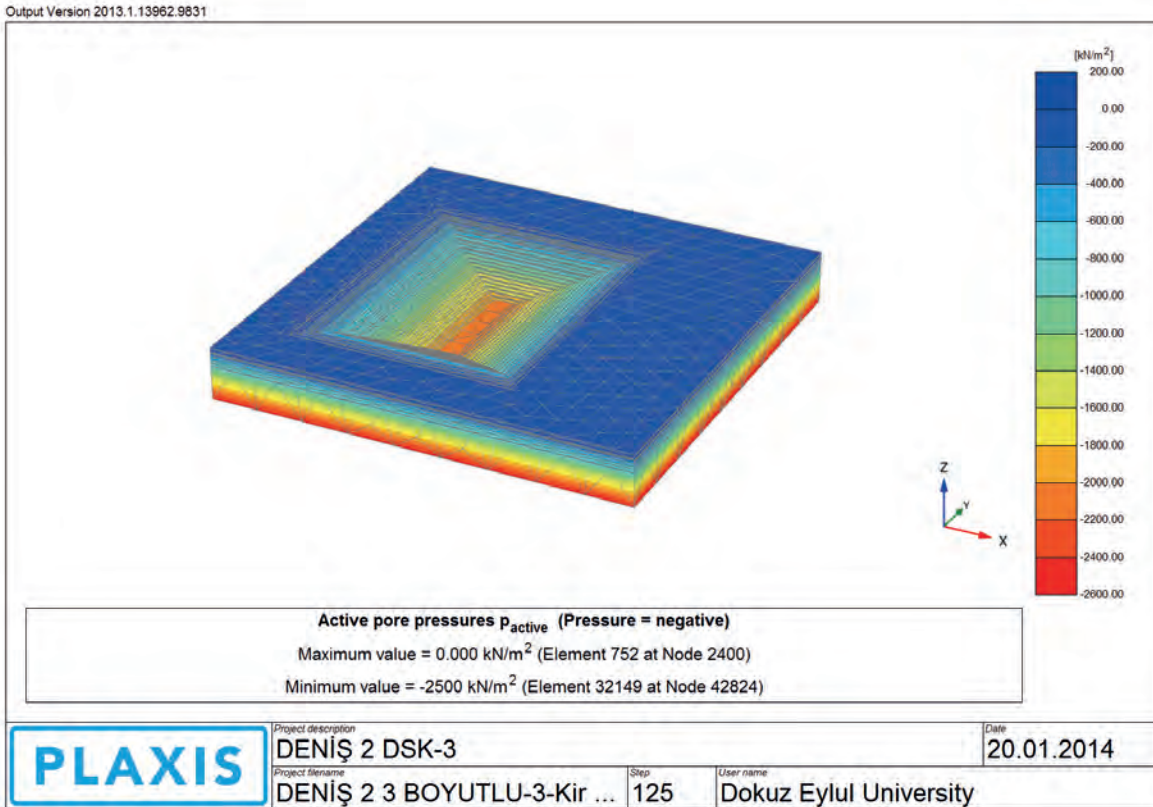 Output Version 2013.1.13962.9831
[kN/m²]
200.00
0.00
-200.00
-400.00
-600.00
-800.00
-1000.00
-1200.00
-1400.00
-1600.00
-1800.00
-2000.00
-2200.00
-2400.00
-2600.00
Z
Y
X
Active pore pressures p_active (Pressure = negative)
Maximum value = 0.000 kN/m² (Element 752 at Node 2400)
Minimum value = -2500 kN/m² (Element 32149 at Node 42824)
PLAXIS
Project description
DENİŞ 2 DSK-3
Date
20.01.2014
Project filename
DENİŞ 2 3 BOYUTLU-3-Kir ...
Step
125
User name
Dokuz Eylul University